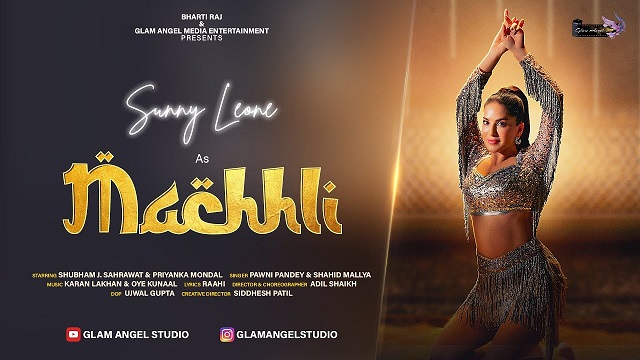 BHARTI RAJ
&
GLAM ANGEL MEDIA ENTERTAINMENT
PRESENTS
Sunny Leone
As
Machhli
STARRING SHUBHAM J. SAHRAWAT & PRIYANKA MONDAL SINGER PAWNI PANDEY & SHAHID MALLYA
MUSIC KARAN LAKHAN & OYE KUNAAL LYRICS RAAHI DIRECTOR & CHOREOGRAPHER ADIL SHAIKH
DOP UJWAL GUPTA CREATIVE DIRECTOR SIDDHESH PATIL
GLAM ANGEL STUDIO GLAMANGELSTUDIO